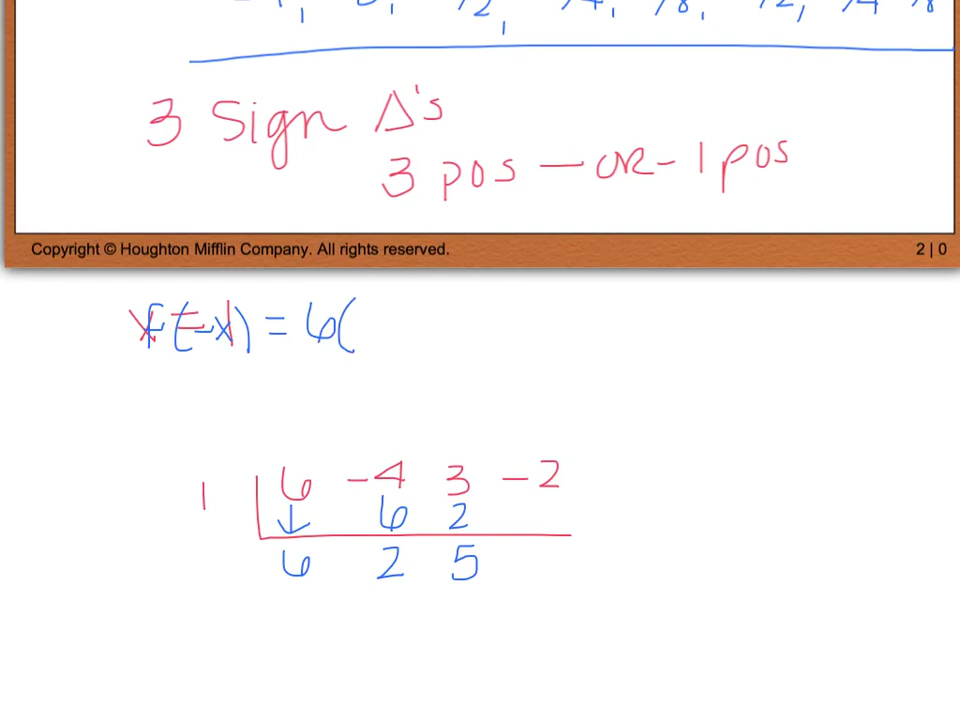 3 Sign Δ's
3 pos — OR — 1 pos
Copyright © Houghton Mifflin Company. All rights reserved. 2 | 0
f(-x) = 6(
1 6 -4 3 -2
↓ 6 2
6 2 5